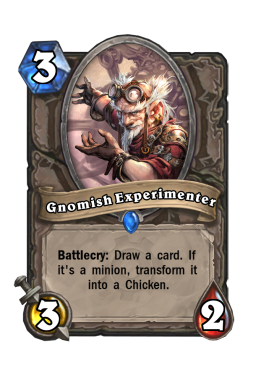 3
Gnomish Experimenter
Battlecry: Draw a card. If
it's a minion, transform it
into a Chicken.
3
2